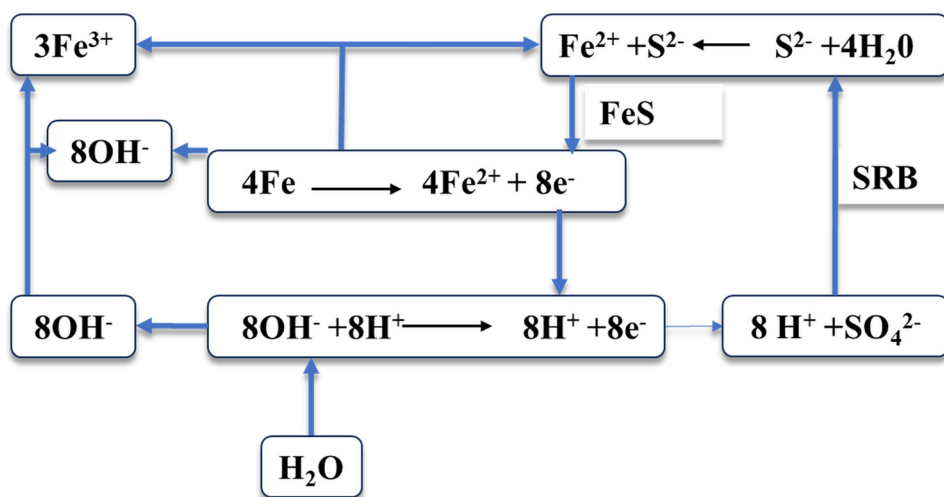 3Fe³⁺
Fe²⁺ +S²⁻ ← S²⁻ +4H₂0
FeS
8OH⁻
4Fe → 4Fe²⁺ + 8e⁻
SRB
8OH⁻
8OH⁻ +8H⁺ → 8H⁺ +8e⁻
8 H⁺ +SO₄²⁻
H₂O